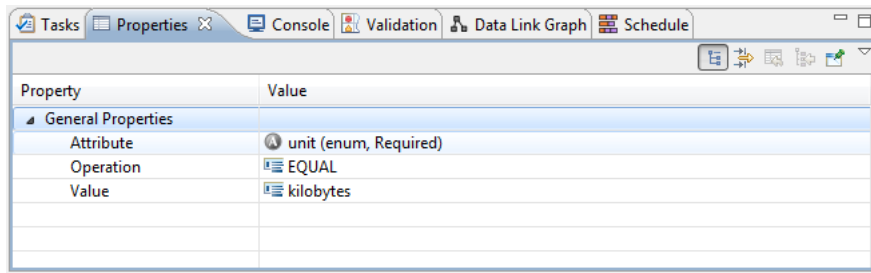 Tasks Properties Console Validation Data Link Graph Schedule
Property Value
General Properties
Attribute unit (enum, Required)
Operation EQUAL
Value kilobytes